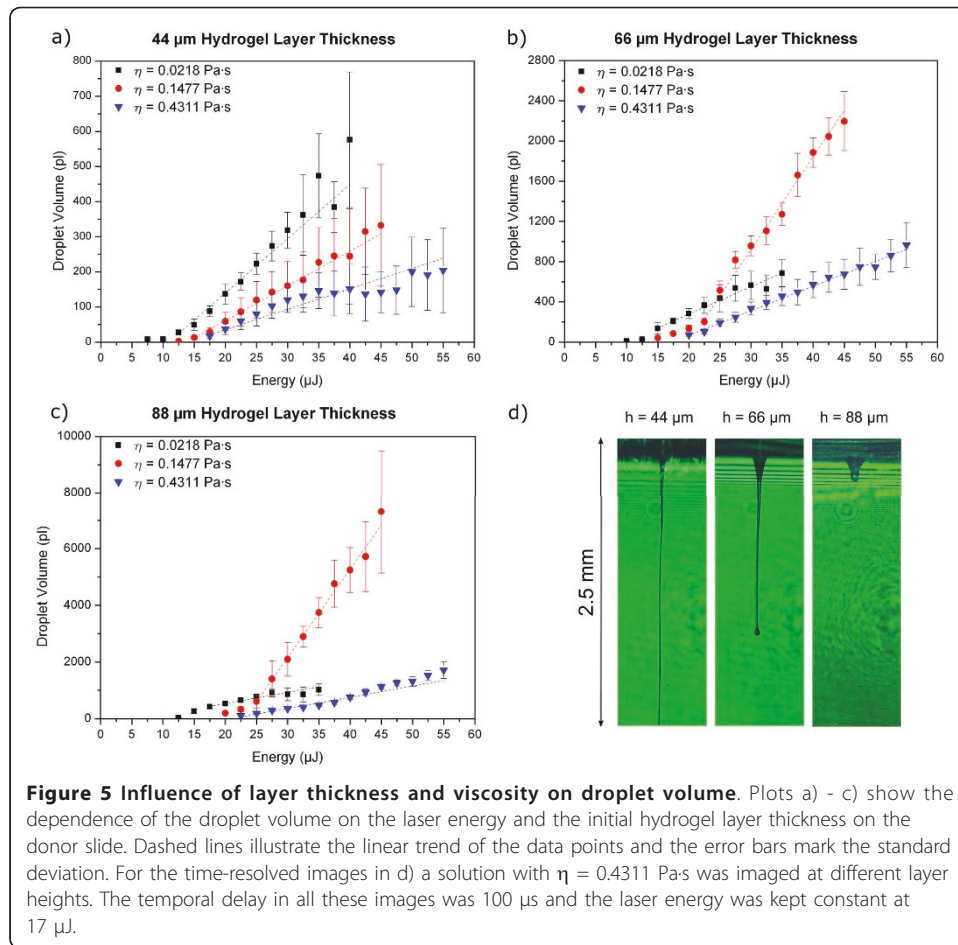 a)
44 µm Hydrogel Layer Thickness
800
700
600
500
400
300
200
100
0
Droplet Volume (pl)
η = 0.0218 Pa·s
η = 0.1477 Pa·s
η = 0.4311 Pa·s
0 5 10 15 20 25 30 35 40 45 50 55 60
Energy (µJ)
b)
66 µm Hydrogel Layer Thickness
2800
2400
2000
1600
1200
800
400
0
Droplet Volume (pl)
η = 0.0218 Pa·s
η = 0.1477 Pa·s
η = 0.4311 Pa·s
0 5 10 15 20 25 30 35 40 45 50 55 60
Energy (µJ)
c)
88 µm Hydrogel Layer Thickness
10000
8000
6000
4000
2000
0
Droplet Volume (pl)
η = 0.0218 Pa·s
η = 0.1477 Pa·s
η = 0.4311 Pa·s
0 5 10 15 20 25 30 35 40 45 50 55 60
Energy (µJ)
d)
h = 44 µm h = 66 µm h = 88 µm
2.5 mm
Figure 5 Influence of layer thickness and viscosity on droplet volume. Plots a) - c) show the
dependence of the droplet volume on the laser energy and the initial hydrogel layer thickness on the
donor slide. Dashed lines illustrate the linear trend of the data points and the error bars mark the standard
deviation. For the time-resolved images in d) a solution with η = 0.4311 Pa·s was imaged at different layer
heights. The temporal delay in all these images was 100 µs and the laser energy was kept constant at
17 µJ.